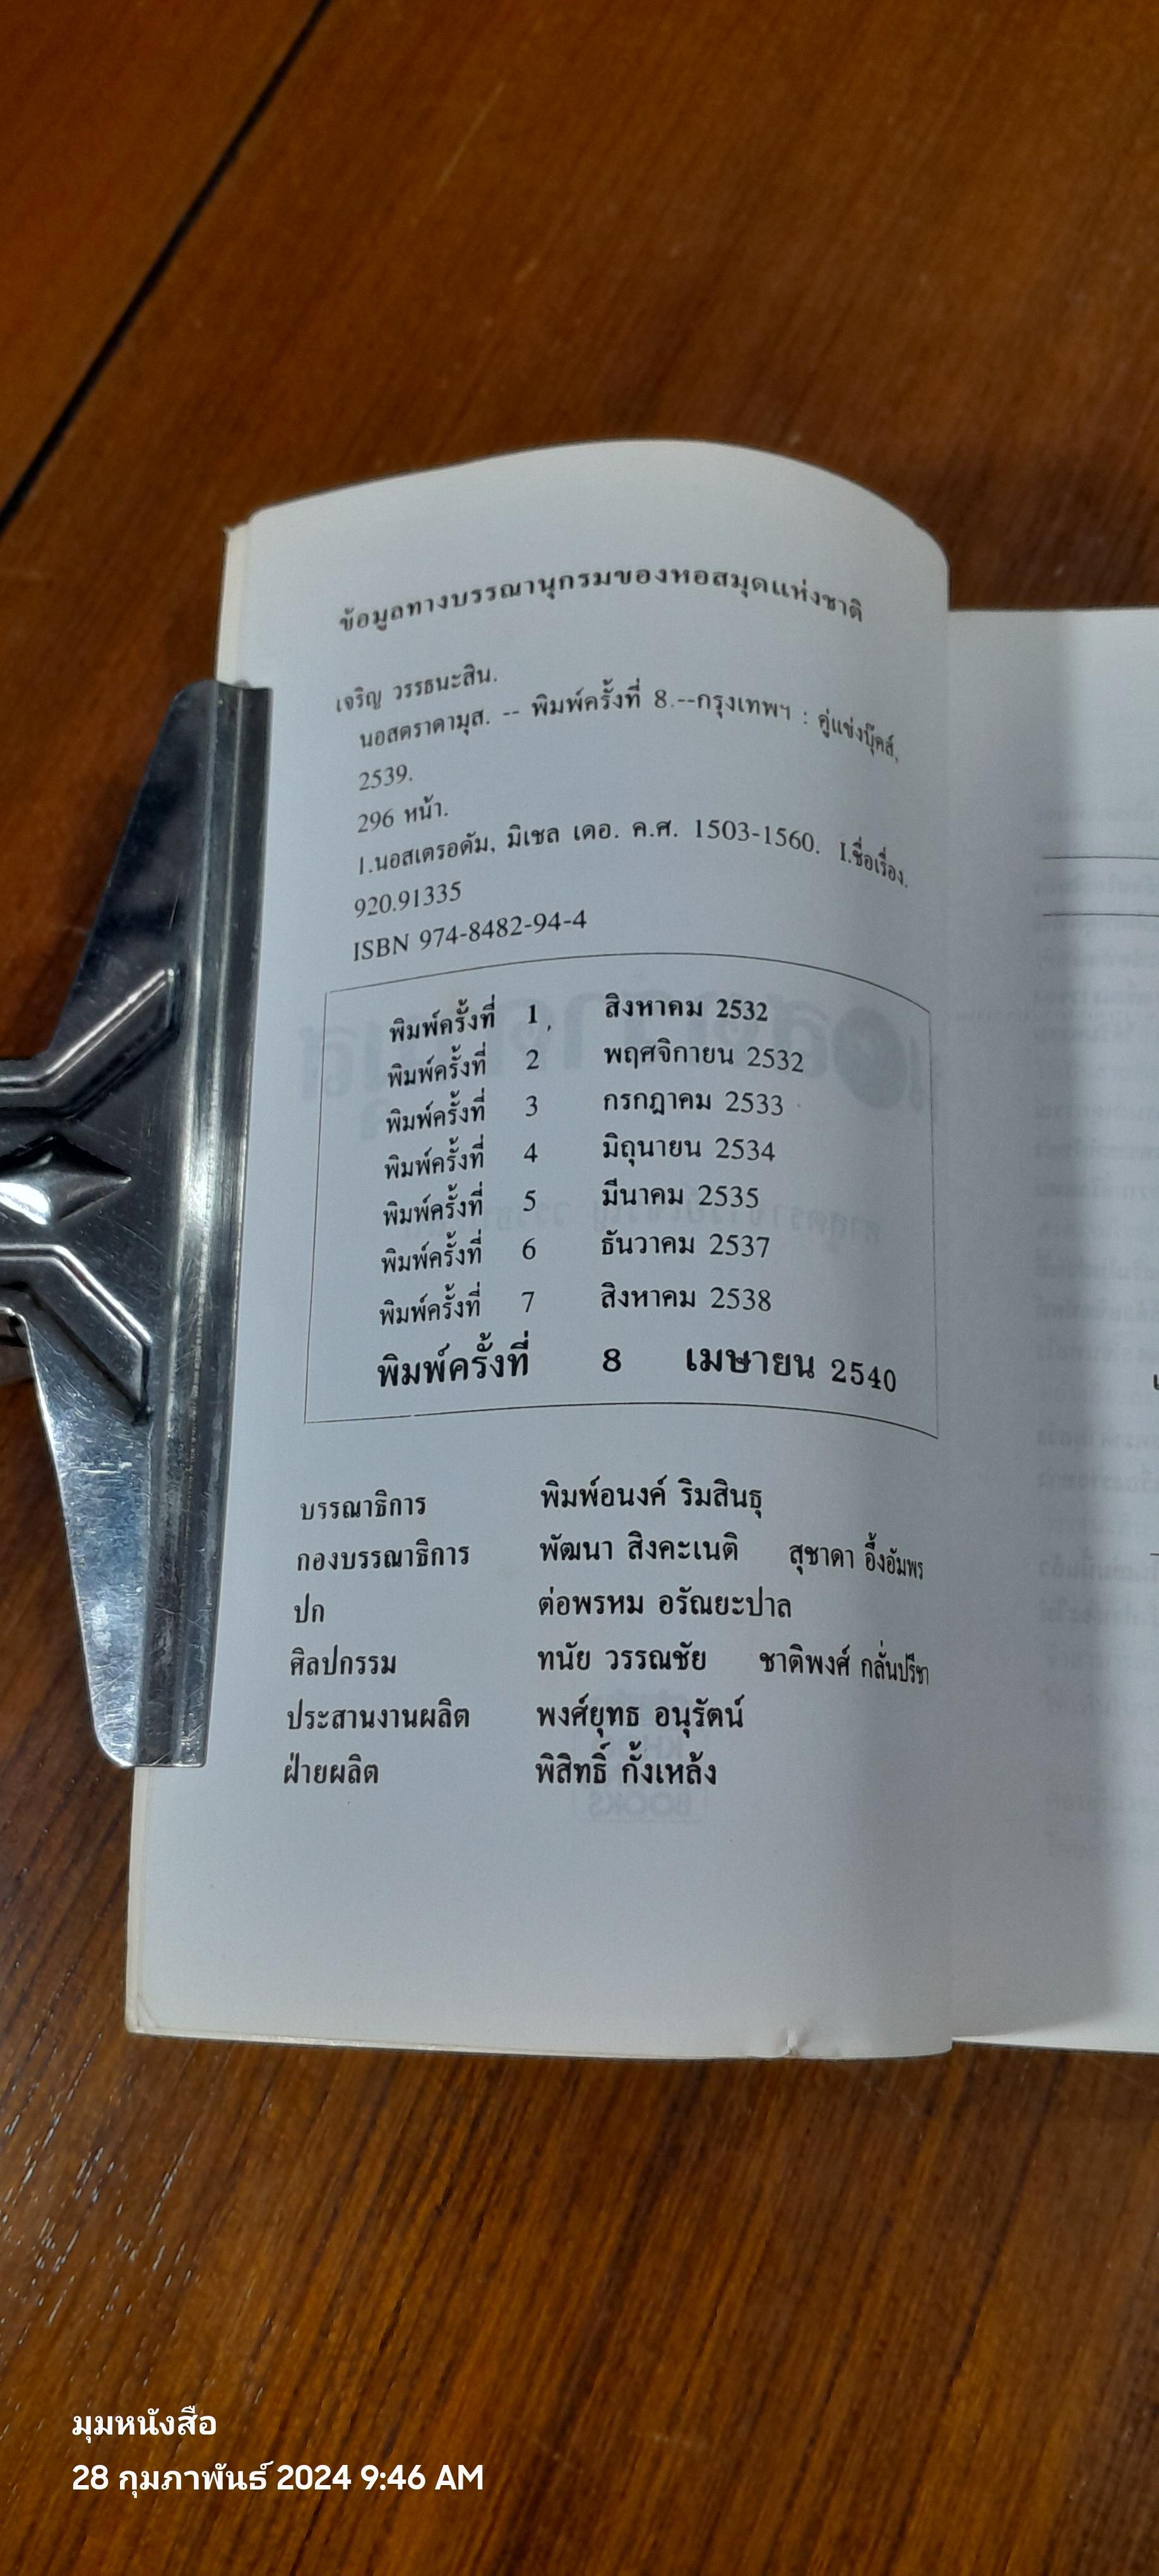 ข้อมูลทางบรรณานุกรมของหอสมุดแห่งชาติ
เจริญ วรรธนะสิน.
นอสตราดามุส. -- พิมพ์ครั้งที่ 8.--กรุงเทพฯ : คู่แข่งบุ๊คส์,
2539.
296 หน้า.
1.นอสเตรอดัม, มิเชล เดอ. ค.ศ. 1503-1560. I.ชื่อเรื่อง.
920.91335
ISBN 974-8482-94-4
พิมพ์ครั้งที่ 1 สิงหาคม 2532
พิมพ์ครั้งที่ 2 พฤศจิกายน 2532
พิมพ์ครั้งที่ 3 กรกฎาคม 2533
พิมพ์ครั้งที่ 4 มิถุนายน 2534
พิมพ์ครั้งที่ 5 มีนาคม 2535
พิมพ์ครั้งที่ 6 ธันวาคม 2537
พิมพ์ครั้งที่ 7 สิงหาคม 2538
พิมพ์ครั้งที่ 8 เมษายน 2540
บรรณาธิการ พิมพ์อนงค์ ริมสินธุ
กองบรรณาธิการ พัฒนา สิงคะเนติ สุชาดา อึ้งอัมพร
ปก ต่อพรหม อรัณยะปาล
ศิลปกรรม ทนัย วรรณชัย ชาติพงศ์ กลั่นปรีชา
ประสานงานผลิต พงศ์ยุทธ อนุรัตน์
ฝ่ายผลิต พิสิทธิ์ กั้งเหล้ง
มุมหนังสือ
28 กุมภาพันธ์ 2024 9:46 AM